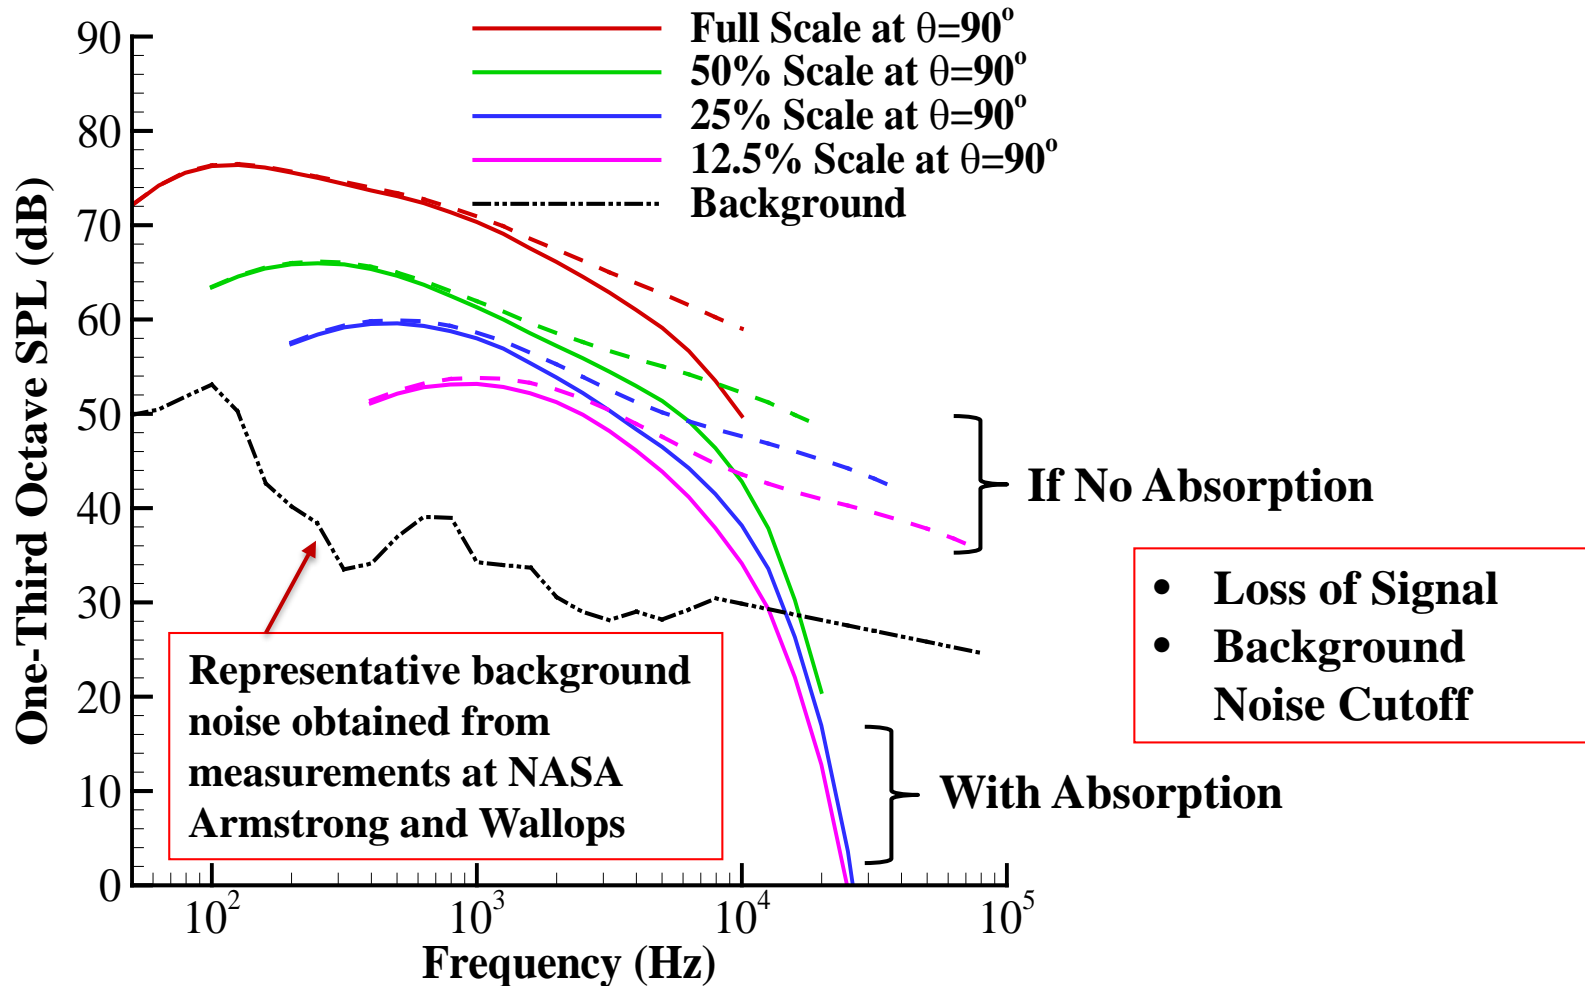 Full Scale at θ=90°
50% Scale at θ=90°
25% Scale at θ=90°
12.5% Scale at θ=90°
Background
One-Third Octave SPL (dB)
90
80
70
60
50
40
30
20
10
0
10²
10³
10⁴
10⁵
Frequency (Hz)
If No Absorption
With Absorption
Representative background
noise obtained from
measurements at NASA
Armstrong and Wallops
• Loss of Signal
• Background
Noise Cutoff